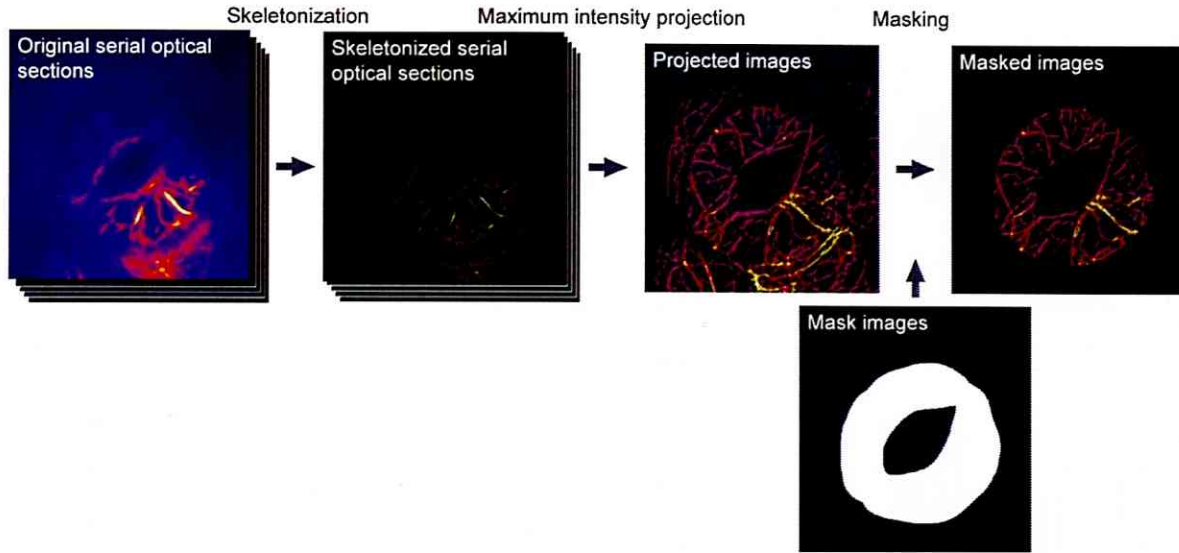 Skeletonization
Maximum intensity projection
Masking
Original serial optical
sections
Skeletonized serial
optical sections
Projected images
Masked images
Mask images